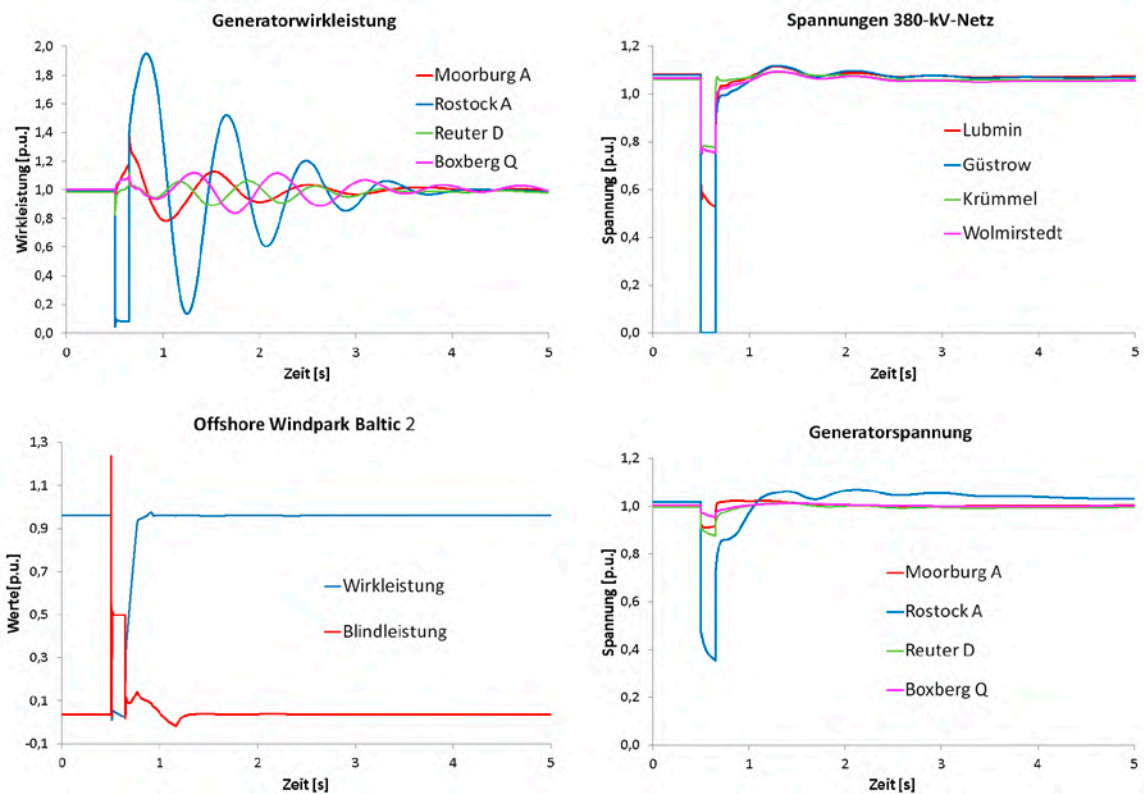 Generatorwirkleistung
Wirkleistung [p.u.]
2,0
1,8
1,6
1,4
1,2
1,0
0,8
0,6
0,4
0,2
0,0
Moorburg A
Rostock A
Reuter D
Boxberg Q
0 1 2 3 4 5
Zeit [s]
Spannungen 380-kV-Netz
Spannung [p.u.]
1,2
1,0
0,8
0,6
0,4
0,2
0,0
Lubmin
Güstrow
Krümmel
Wolmirstedt
0 1 2 3 4 5
Zeit [s]
Offshore Windpark Baltic 2
Werte[p.u.]
1,3
1,1
0,9
0,7
0,5
0,3
0,1
-0,1
Wirkleistung
Blindleistung
0 1 2 3 4 5
Zeit [s]
Generatorspannung
Spannung [p.u.]
1,2
1,0
0,8
0,6
0,4
0,2
0,0
Moorburg A
Rostock A
Reuter D
Boxberg Q
0 1 2 3 4 5
Zeit [s]